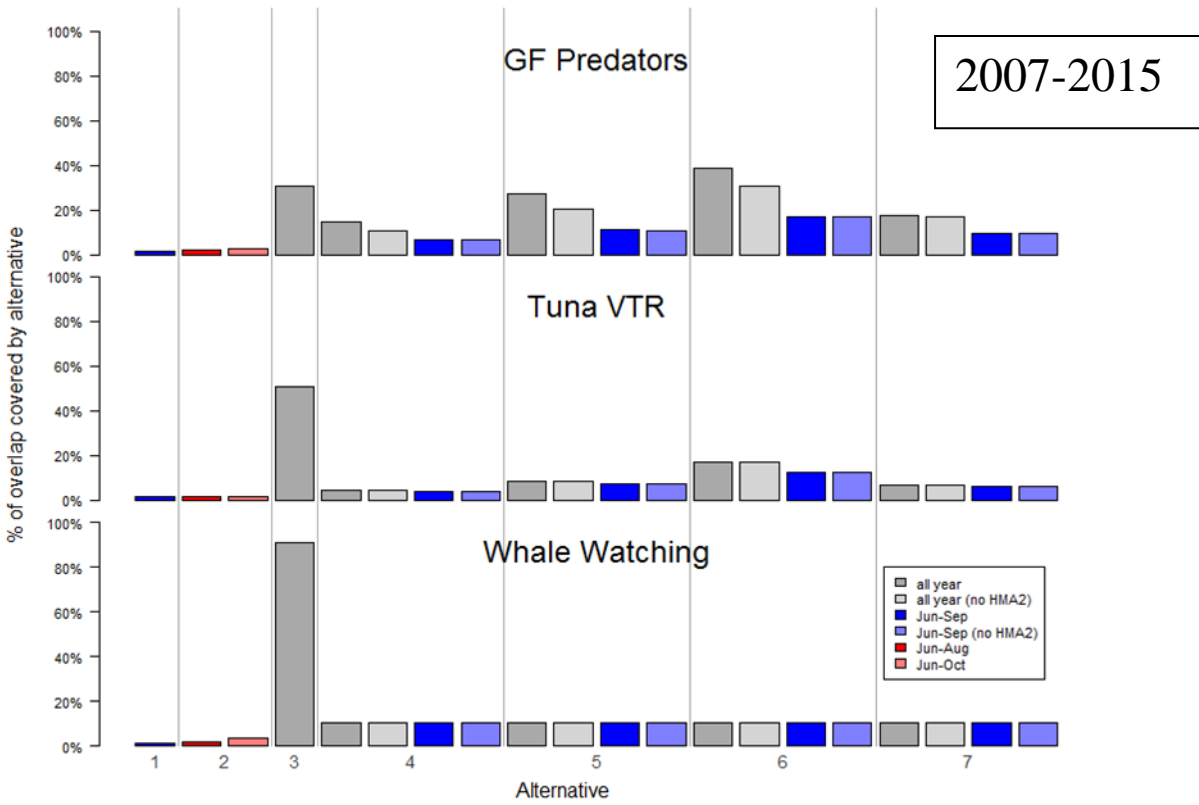 2007-2015
% of overlap covered by alternative
GF Predators
100%
80%
60%
40%
20%
0%
Tuna VTR
100%
80%
60%
40%
20%
0%
Whale Watching
100%
80%
60%
40%
20%
0%
all year
all year (no HMA2)
Jun-Sep
Jun-Sep (no HMA2)
Jun-Aug
Jun-Oct
1 2 3 4 5 6 7
Alternative